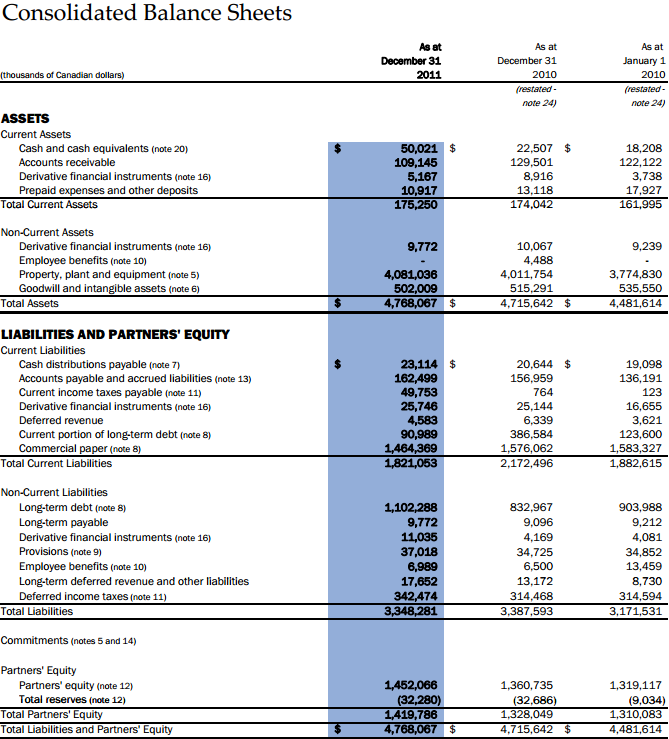 Consolidated Balance Sheets
As at As at As at
December 31 December 31 January 1
(thousands of Canadian dollars) 2011 2010 2010
(restated - (restated -
note 24) note 24)
ASSETS
Current Assets
Cash and cash equivalents (note 20) $ 50,021 $ 22,507 $ 18,208
Accounts receivable 109,145 129,501 122,122
Derivative financial instruments (note 16) 5,167 8,916 3,738
Prepaid expenses and other deposits 10,917 13,118 17,927
Total Current Assets 175,250 174,042 161,995
Non-Current Assets
Derivative financial instruments (note 16) 9,772 10,067 9,239
Employee benefits (note 10) - 4,488 -
Property, plant and equipment (note 5) 4,081,036 4,011,754 3,774,830
Goodwill and intangible assets (note 6) 502,009 515,291 535,550
Total Assets $ 4,768,067 $ 4,715,642 $ 4,481,614
LIABILITIES AND PARTNERS' EQUITY
Current Liabilities
Cash distributions payable (note 7) $ 23,114 $ 20,644 $ 19,098
Accounts payable and accrued liabilities (note 13) 162,499 156,959 136,191
Current income taxes payable (note 11) 49,753 764 123
Derivative financial instruments (note 16) 25,746 25,144 16,655
Deferred revenue 4,583 6,339 3,621
Current portion of long-term debt (note 8) 90,989 386,584 123,600
Commercial paper (note 8) 1,464,369 1,576,062 1,583,327
Total Current Liabilities 1,821,053 2,172,496 1,882,615
Non-Current Liabilities
Long-term debt (note 8) 1,102,288 832,967 903,988
Long-term payable 9,772 9,096 9,212
Derivative financial instruments (note 16) 11,035 4,169 4,081
Provisions (note 9) 37,018 34,725 34,852
Employee benefits (note 10) 6,989 6,500 13,459
Long-term deferred revenue and other liabilities 17,652 13,172 8,730
Deferred income taxes (note 11) 342,474 314,468 314,594
Total Liabilities 3,348,281 3,387,593 3,171,531
Commitments (notes 5 and 14)
Partners' Equity
Partners' equity (note 12) 1,452,066 1,360,735 1,319,117
Total reserves (note 12) (32,280) (32,686) (9,034)
Total Partners' Equity 1,419,786 1,328,049 1,310,083
Total Liabilities and Partners' Equity $ 4,768,067 $ 4,715,642 $ 4,481,614